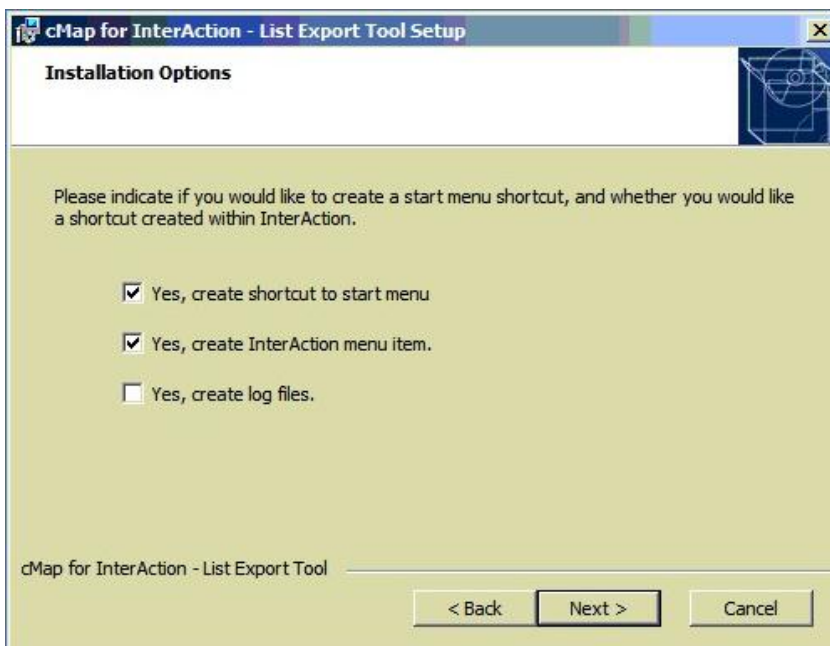 cMap for InterAction - List Export Tool Setup
Installation Options
Please indicate if you would like to create a start menu shortcut, and whether you would like
a shortcut created within InterAction.
Yes, create shortcut to start menu
Yes, create InterAction menu item.
Yes, create log files.
cMap for InterAction - List Export Tool
< Back Next > Cancel